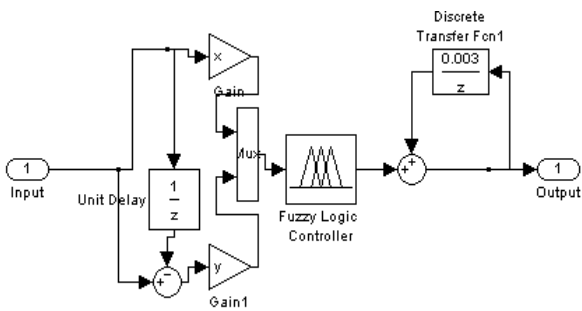 Discrete
Transfer Fcn1
0.003
z
x
Gain
Mux
1
Input
Unit Delay
1
z
Fuzzy Logic
Controller
+
+
1
Output
−
+
y
Gain1